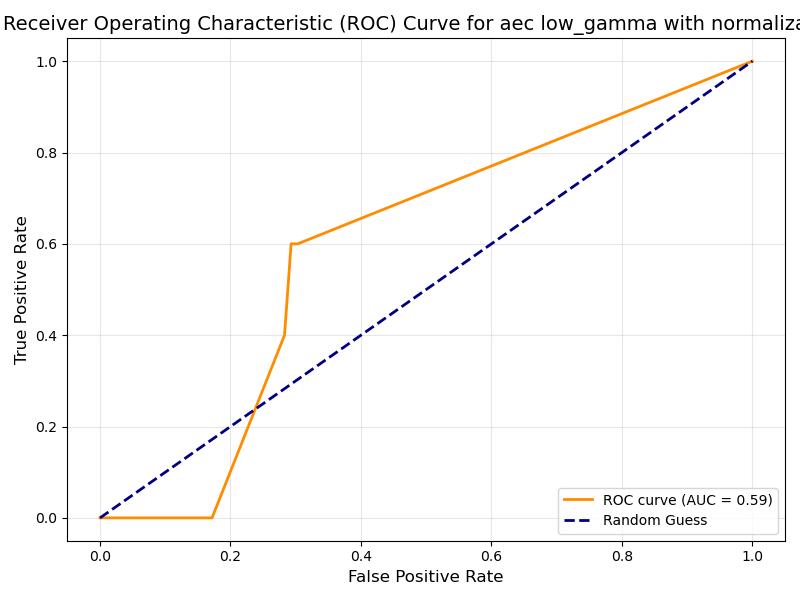 Receiver Operating Characteristic (ROC) Curve for aec low_gamma with normaliza
True Positive Rate
1.0
0.8
0.6
0.4
0.2
0.0
0.0 0.2 0.4 0.6 0.8 1.0
False Positive Rate
ROC curve (AUC = 0.59)
Random Guess